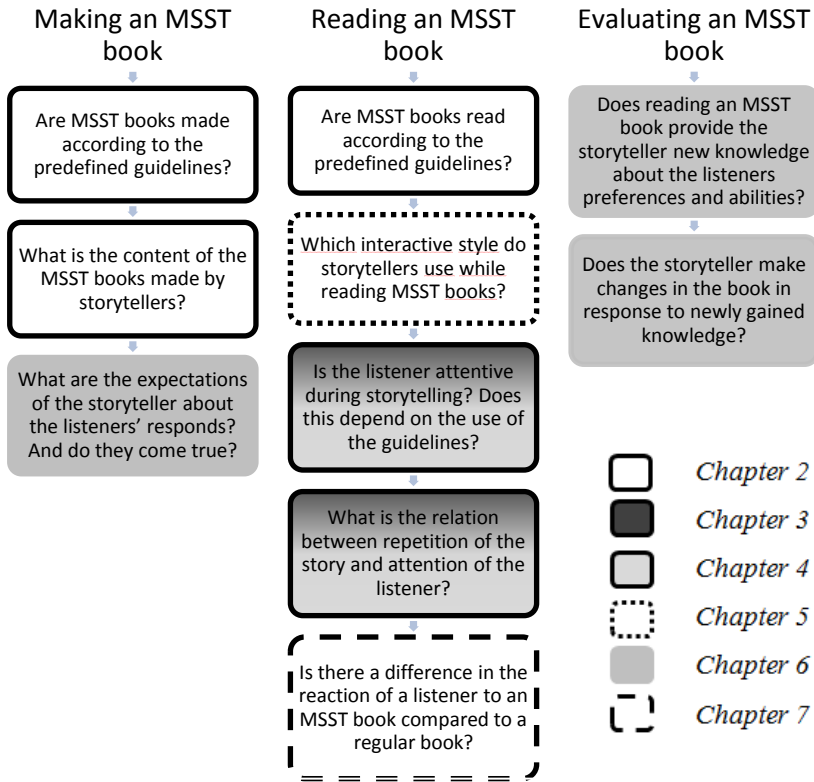 Making an MSST
book
Are MSST books made
according to the
predefined guidelines?
What is the content of the
MSST books made by
storytellers?
What are the expectations
of the storyteller about
the listeners’ responds?
And do they come true?
Reading an MSST
book
Are MSST books read
according to the
predefined guidelines?
Which interactive style do
storytellers use while
reading MSST books?
Is the listener attentive
during storytelling? Does
this depend on the use of
the guidelines?
What is the relation
between repetition of the
story and attention of the
listener?
Is there a difference in the
reaction of a listener to an
MSST book compared to a
regular book?
Evaluating an MSST
book
Does reading an MSST
book provide the
storyteller new knowledge
about the listeners
preferences and abilities?
Does the storyteller make
changes in the book in
response to newly gained
knowledge?
Chapter 2
Chapter 3
Chapter 4
Chapter 5
Chapter 6
Chapter 7